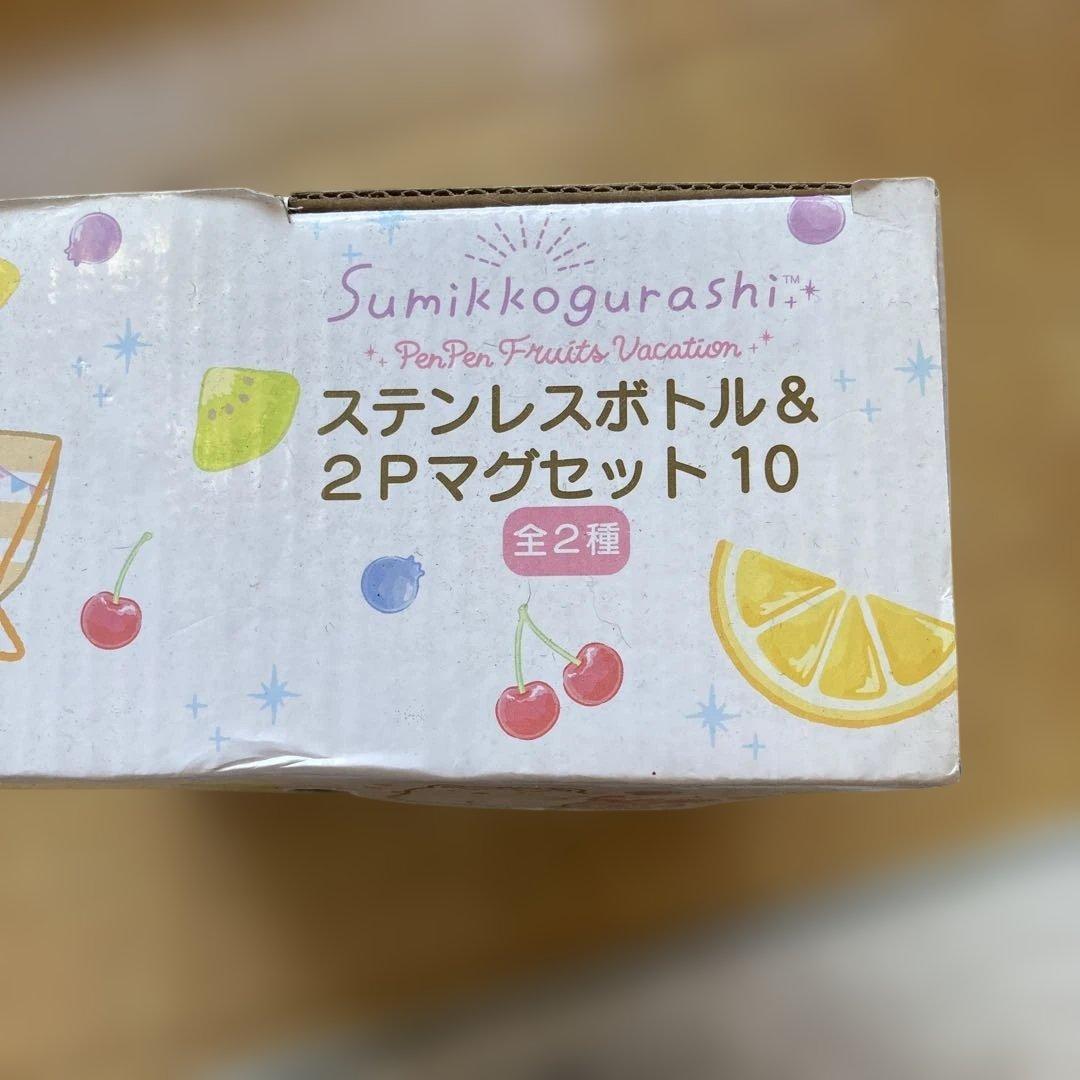 Sumikkogurashi™
PenPen Fruits Vacation
ステンレスボトル&
2Pマグセット10
全2種